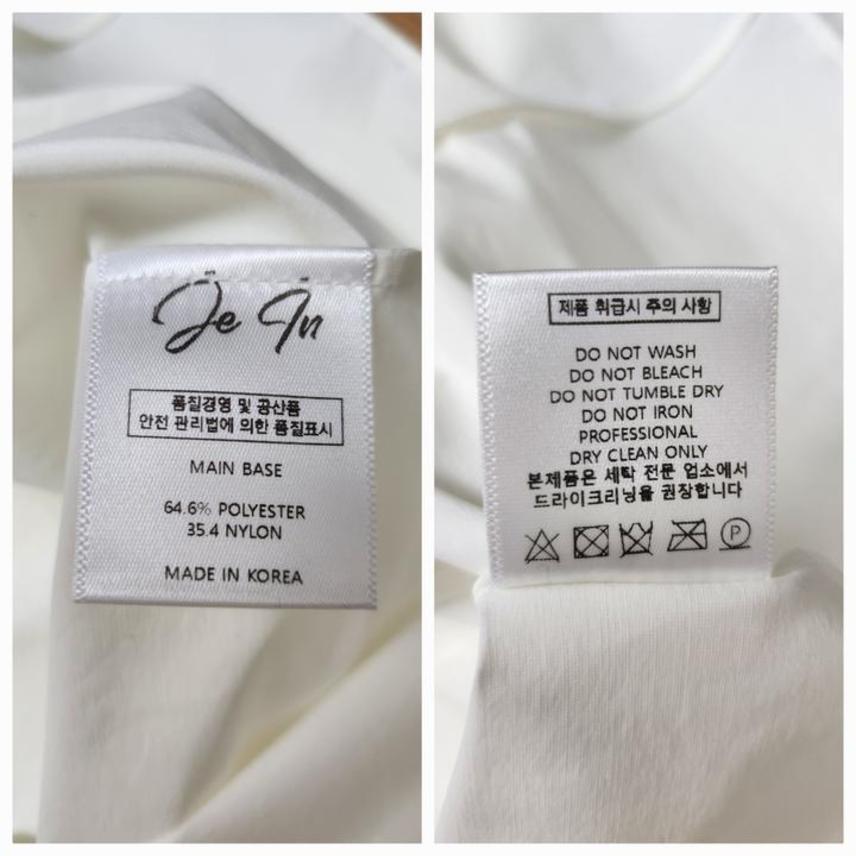 Je In
품질경영 및 공산품
안전 관리법에 의한 품질표시
MAIN BASE
64.6% POLYESTER
35.4 NYLON
MADE IN KOREA
제품 취급시 주의 사항
DO NOT WASH
DO NOT BLEACH
DO NOT TUMBLE DRY
DO NOT IRON
PROFESSIONAL
DRY CLEAN ONLY
본제품은 세탁 전문 업소에서
드라이크리닝을 권장합니다
P